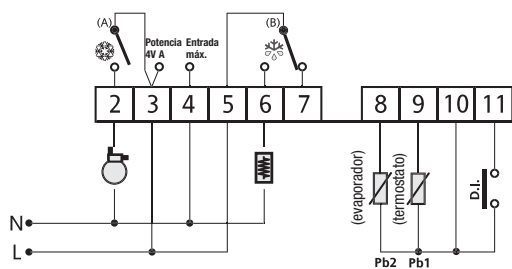 (A)
(B)
Potencia Entrada
4V A máx.
2 3 4 5 6 7 8 9 10 11
(evaporador)
(termostato)
D.I.
N
L
Pb2 Pb1